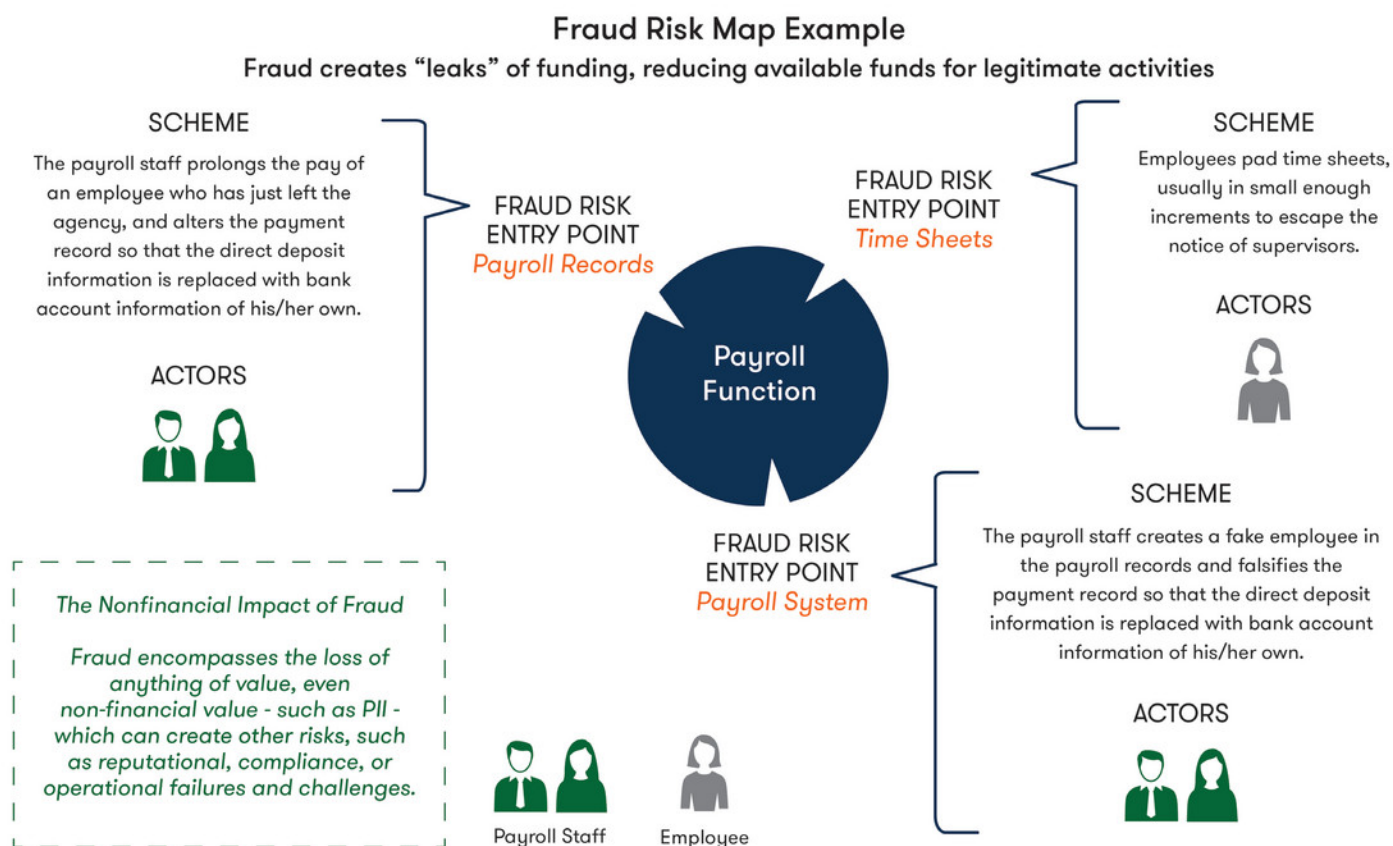 Fraud Risk Map Example
Fraud creates “leaks” of funding, reducing available funds for legitimate activities
SCHEME
The payroll staff prolongs the pay of
an employee who has just left the
agency, and alters the payment
record so that the direct deposit
information is replaced with bank
account information of his/her own.
ACTORS
FRAUD RISK
ENTRY POINT
Payroll Records
FRAUD RISK
ENTRY POINT
Time Sheets
SCHEME
Employees pad time sheets,
usually in small enough
increments to escape the
notice of supervisors.
ACTORS
Payroll
Function
FRAUD RISK
ENTRY POINT
Payroll System
SCHEME
The payroll staff creates a fake employee in
the payroll records and falsifies the
payment record so that the direct deposit
information is replaced with bank account
information of his/her own.
ACTORS
The Nonfinancial Impact of Fraud
Fraud encompasses the loss of
anything of value, even
non-financial value - such as PII -
which can create other risks, such
as reputational, compliance, or
operational failures and challenges.
Payroll Staff
Employee